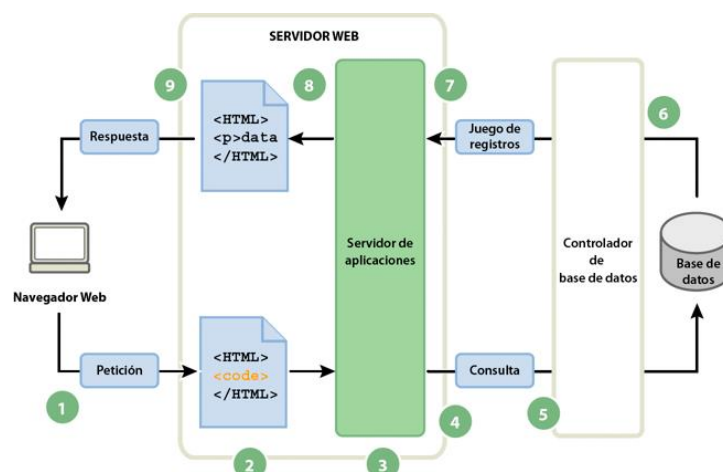 SERVIDOR WEB
9
8
7
6
Respuesta
<HTML>
<p>data
</HTML>
Juego de
registros
Servidor de
aplicaciones
Controlador
de
base de datos
Base de
datos
Navegador Web
Petición
<HTML>
<code>
</HTML>
Consulta
1
2
3
4
5